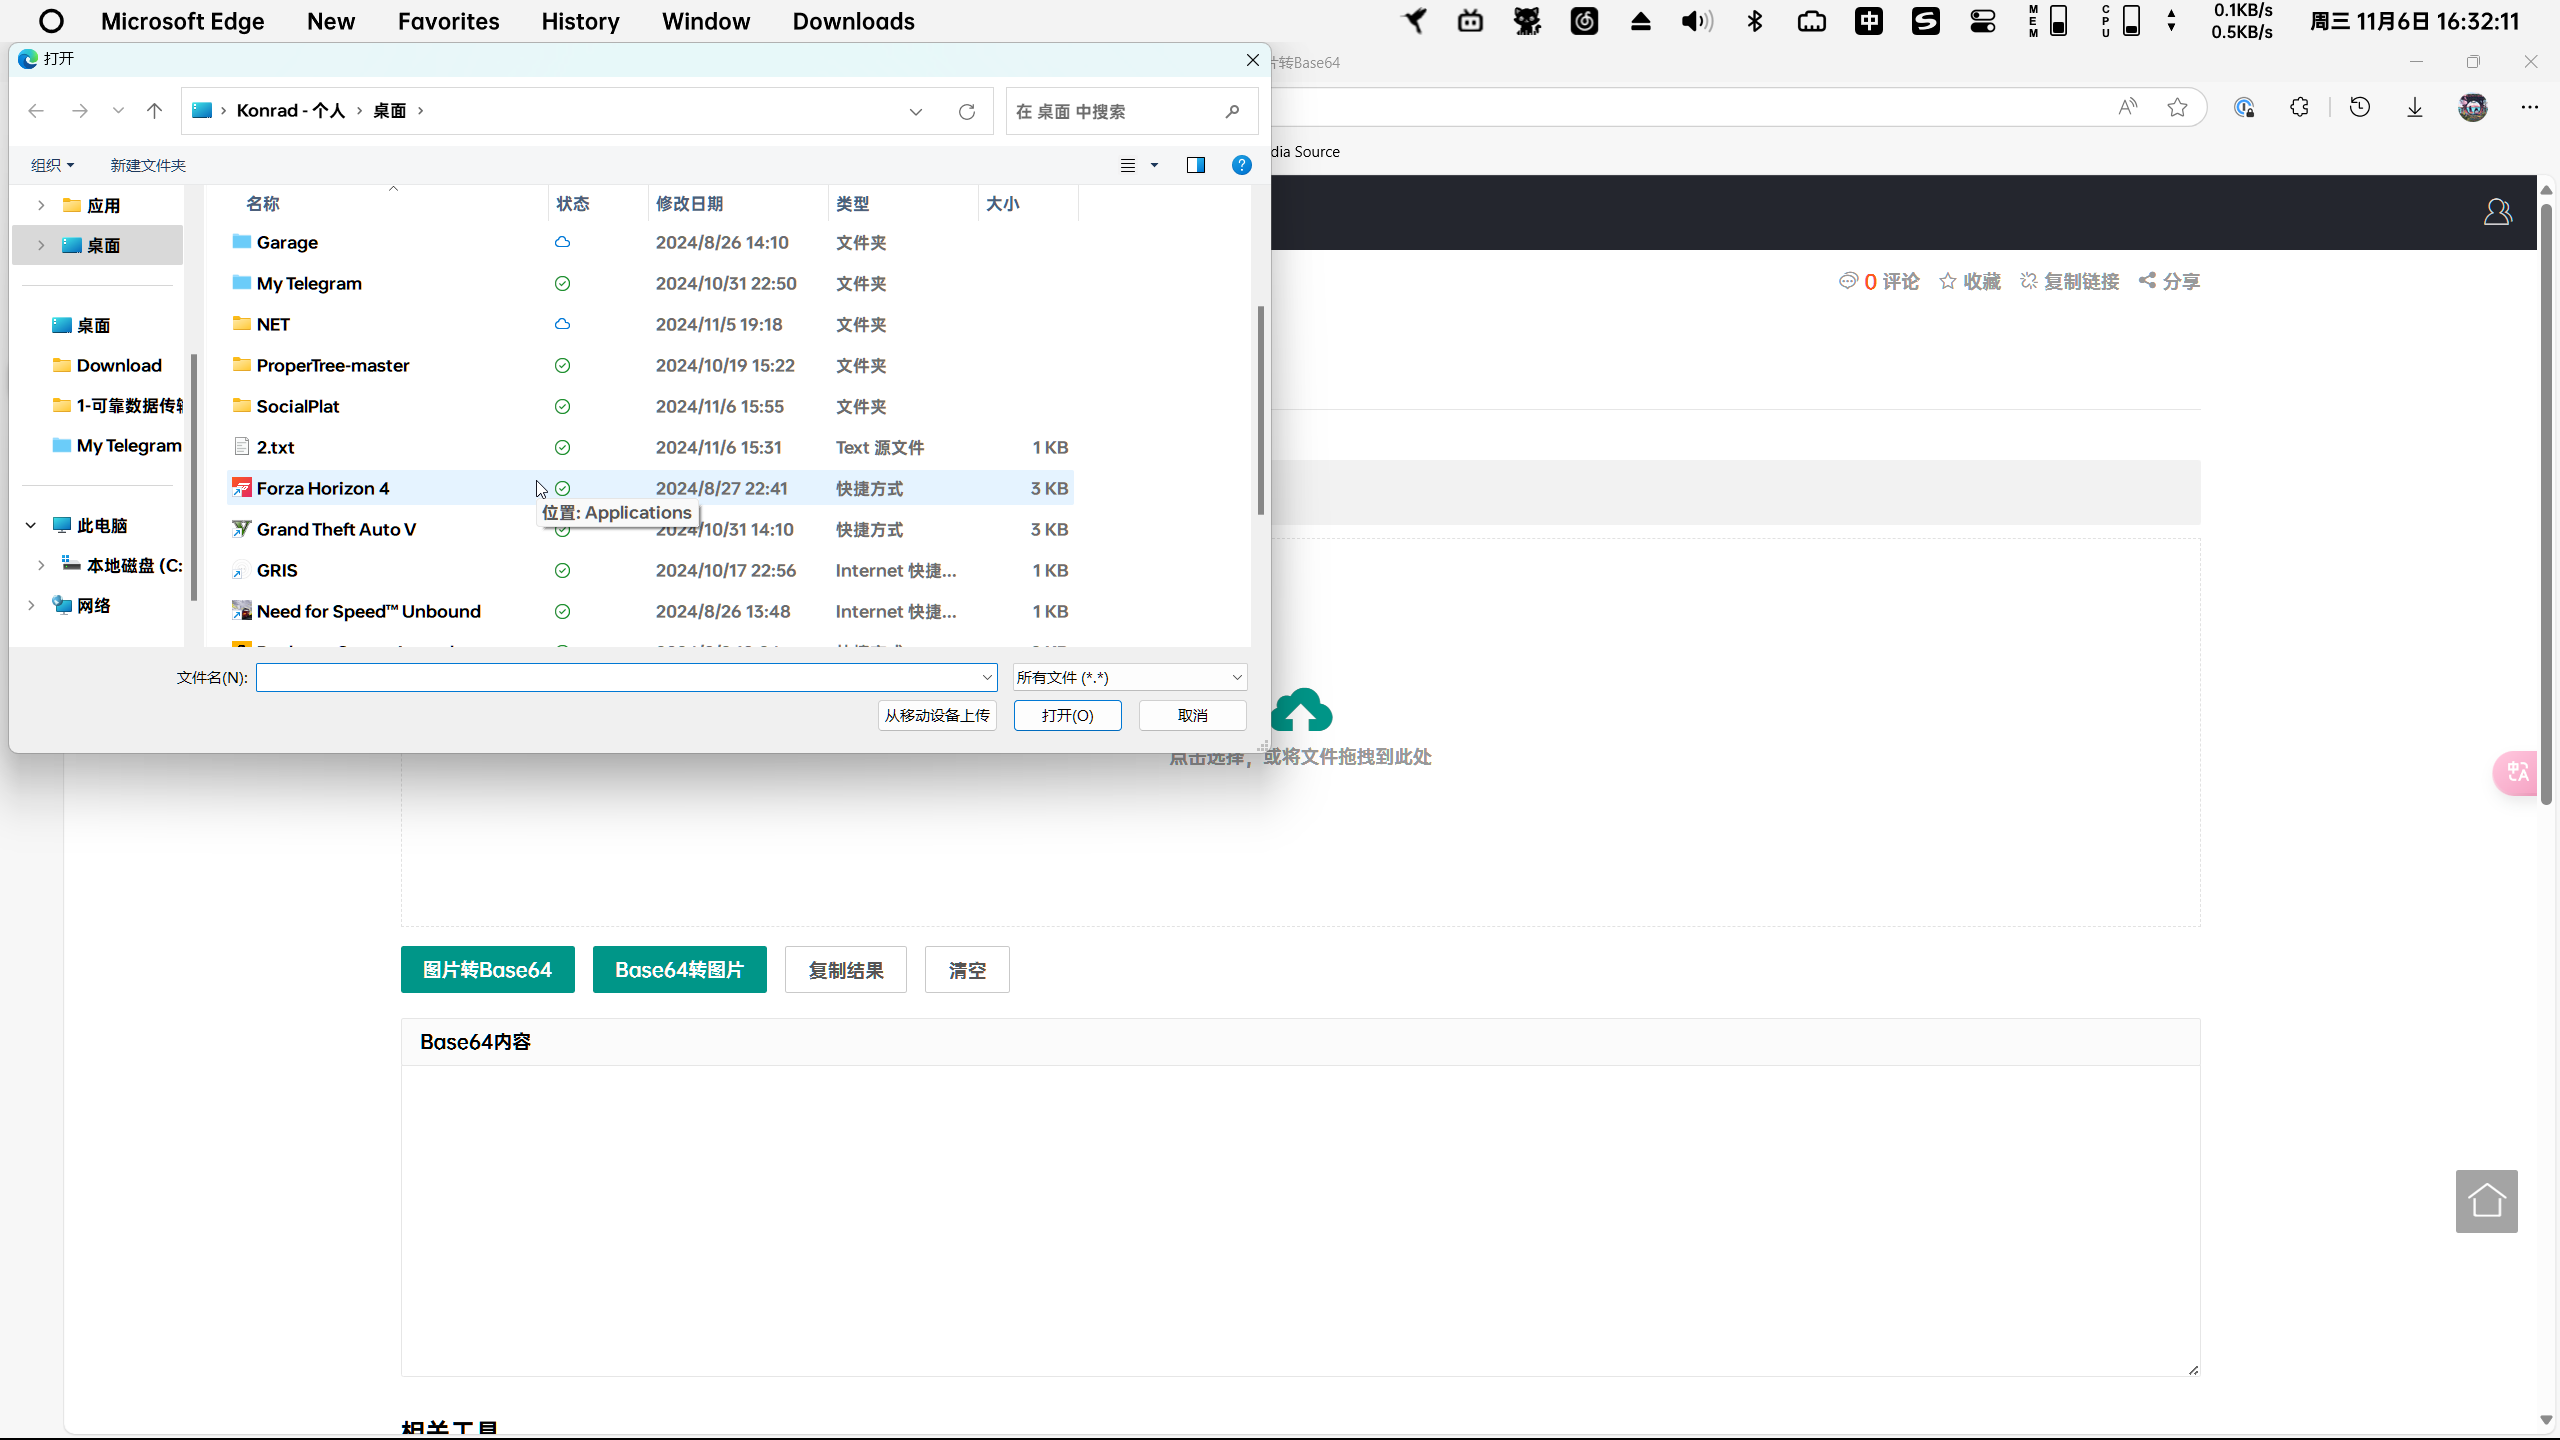 Microsoft Edge New Favorites History Window Downloads
中 MEM CPU 0.1KB/s 0.5KB/s 周三 11月6日 16:32:11
打开
片转Base64
Konrad - 个人 › 桌面 ›
在 桌面 中搜索
dia Source
组织 新建文件夹
应用
桌面
桌面
Download
1-可靠数据传输
My Telegram
此电脑
本地磁盘 (C:
网络
名称 状态 修改日期 类型 大小
Garage 2024/8/26 14:10 文件夹
My Telegram 2024/10/31 22:50 文件夹
NET 2024/11/5 19:18 文件夹
ProperTree-master 2024/10/19 15:22 文件夹
SocialPlat 2024/11/6 15:55 文件夹
2.txt 2024/11/6 15:31 Text 源文件 1 KB
Forza Horizon 4 2024/8/27 22:41 快捷方式 3 KB
位置: Applications
Grand Theft Auto V 2024/10/31 14:10 快捷方式 3 KB
GRIS 2024/10/17 22:56 Internet 快捷... 1 KB
Need for Speed™ Unbound 2024/8/26 13:48 Internet 快捷... 1 KB
文件名(N): 所有文件 (*.*)
从移动设备上传 打开(O) 取消
0 评论 收藏 复制链接 分享
点击选择，或将文件拖拽到此处
图片转Base64 Base64转图片 复制结果 清空
Base64内容
相关工具